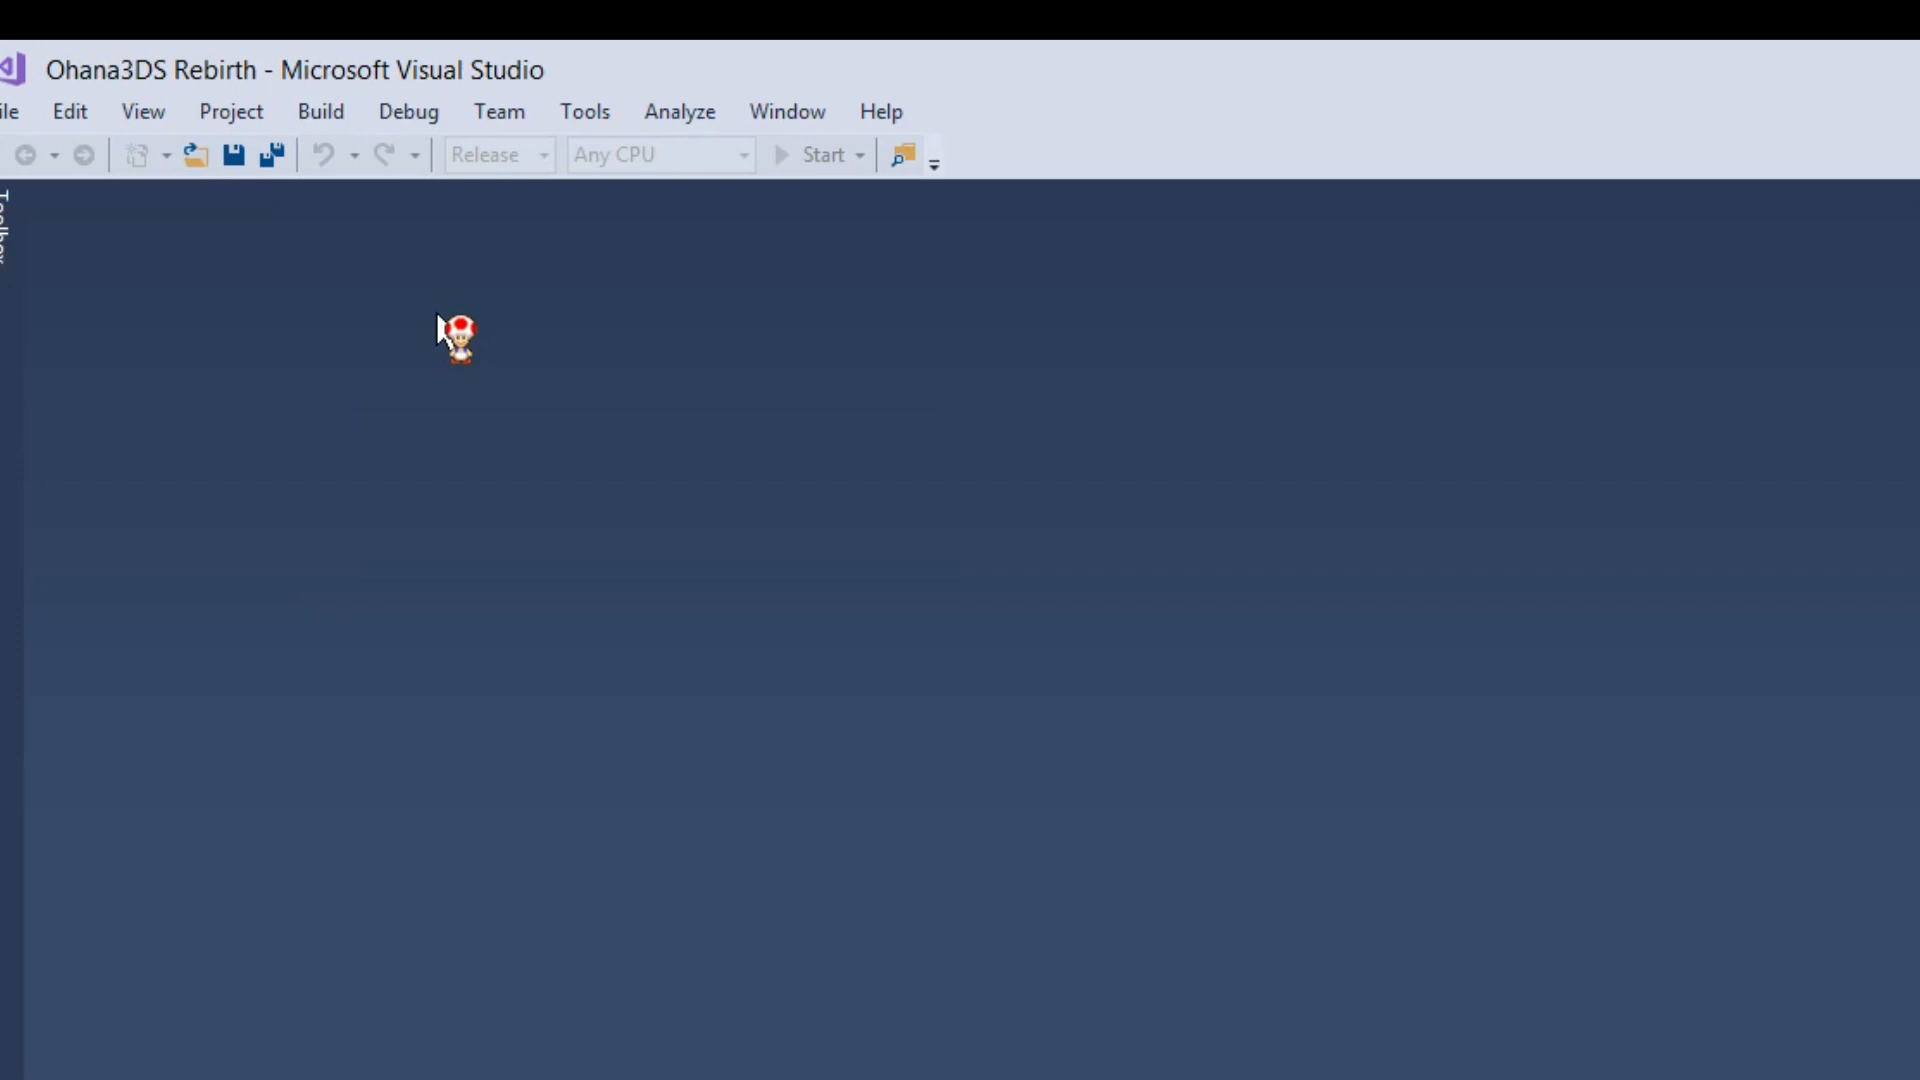 Ohana3DS Rebirth - Microsoft Visual Studio
ile Edit View Project Build Debug Team Tools Analyze Window Help
Release Any CPU Start
Toolbox